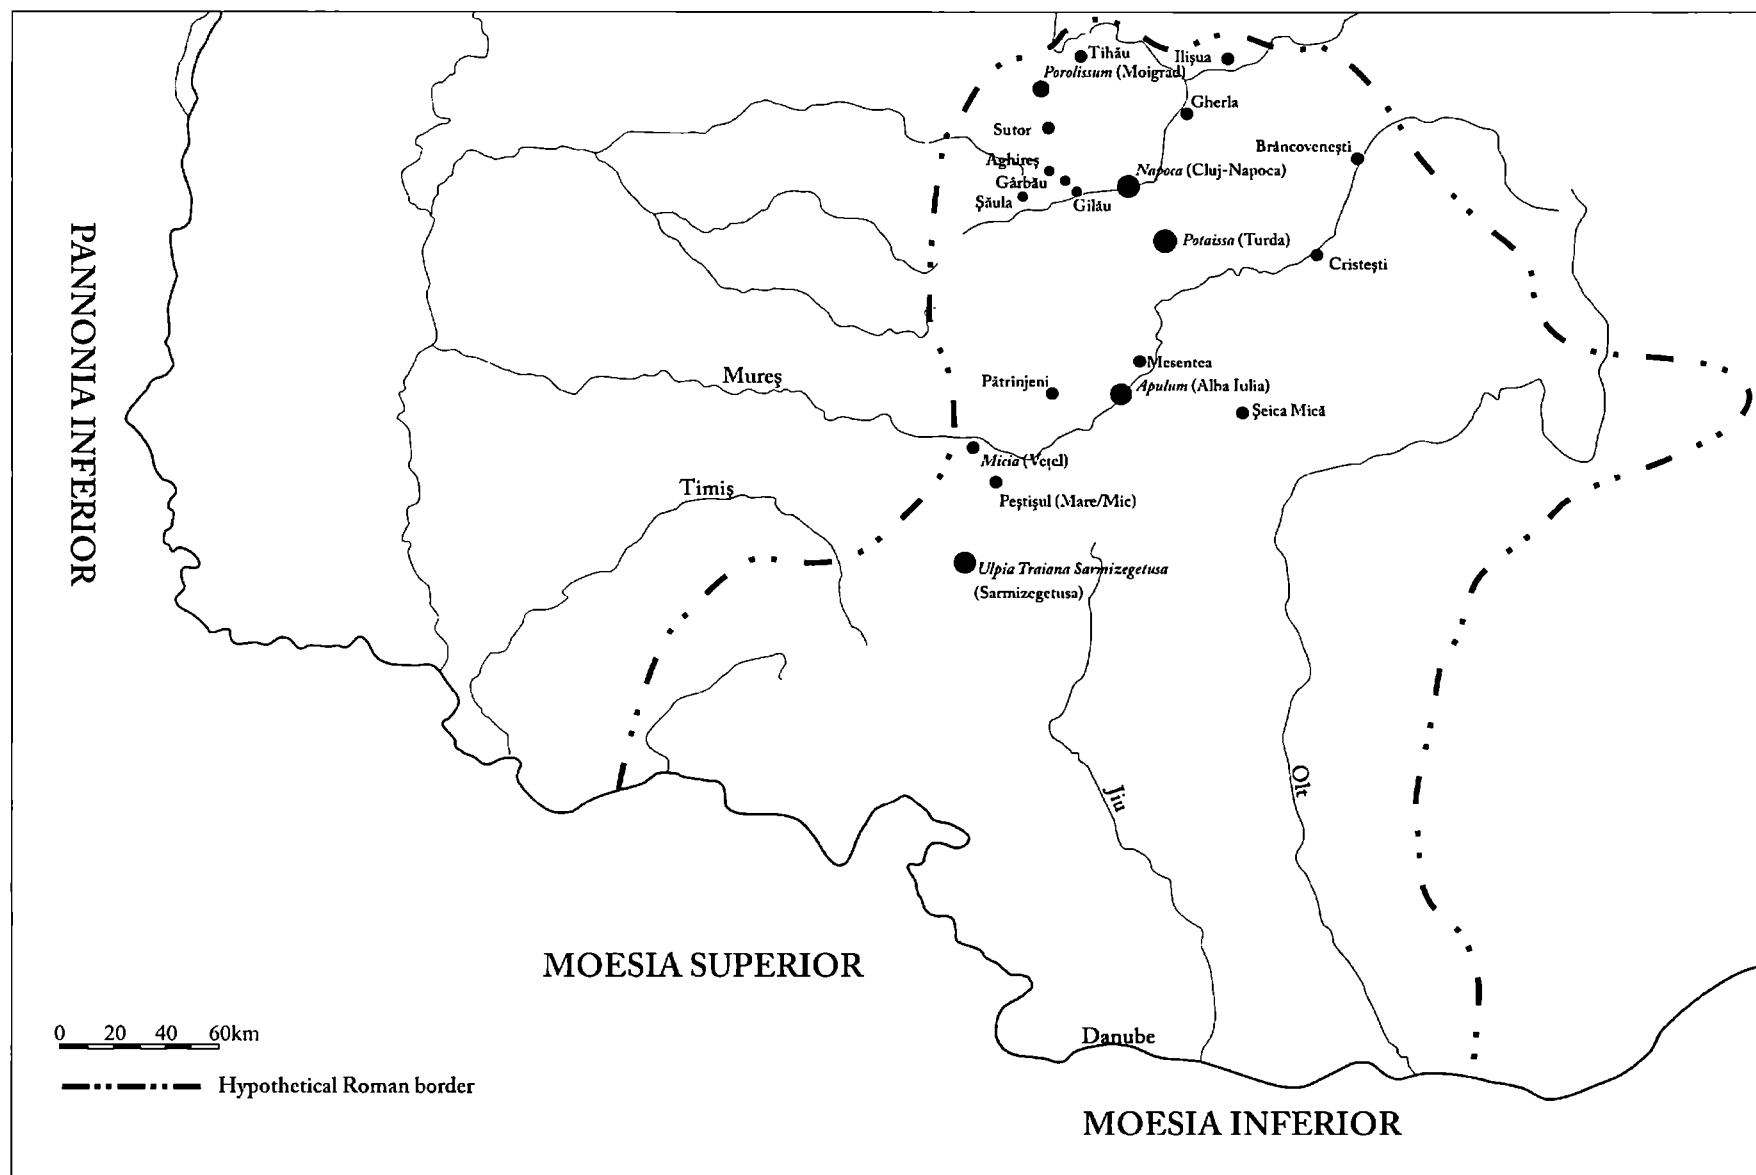 Tihău
Ilişua
Porolissum (Moigrad)
Gherla
Sutor
Brâncoveneşti
Aghireş
Napoca (Cluj-Napoca)
Gârbău
Şăula
Gilău
Potaissa (Turda)
Cristeşti
PANNONIA INFERIOR
Mureş
Mesentea
Pătrînjeni
Apulum (Alba Iulia)
Şeica Mică
Micia (Veţel)
Timiş
Peştişul (Mare/Mic)
Ulpia Traiana Sarmizegetusa
(Sarmizegetusa)
Jiu
Olt
MOESIA SUPERIOR
0 20 40 60km
Danube
Hypothetical Roman border
MOESIA INFERIOR